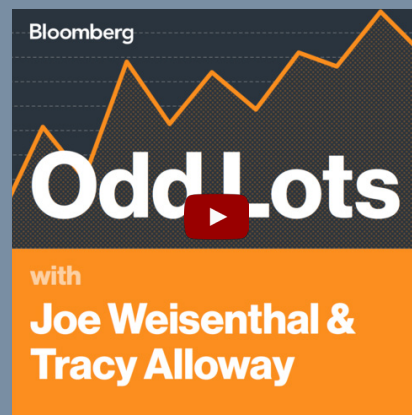 Bloomberg
Odd Lots
with
Joe Weisenthal &
Tracy Alloway